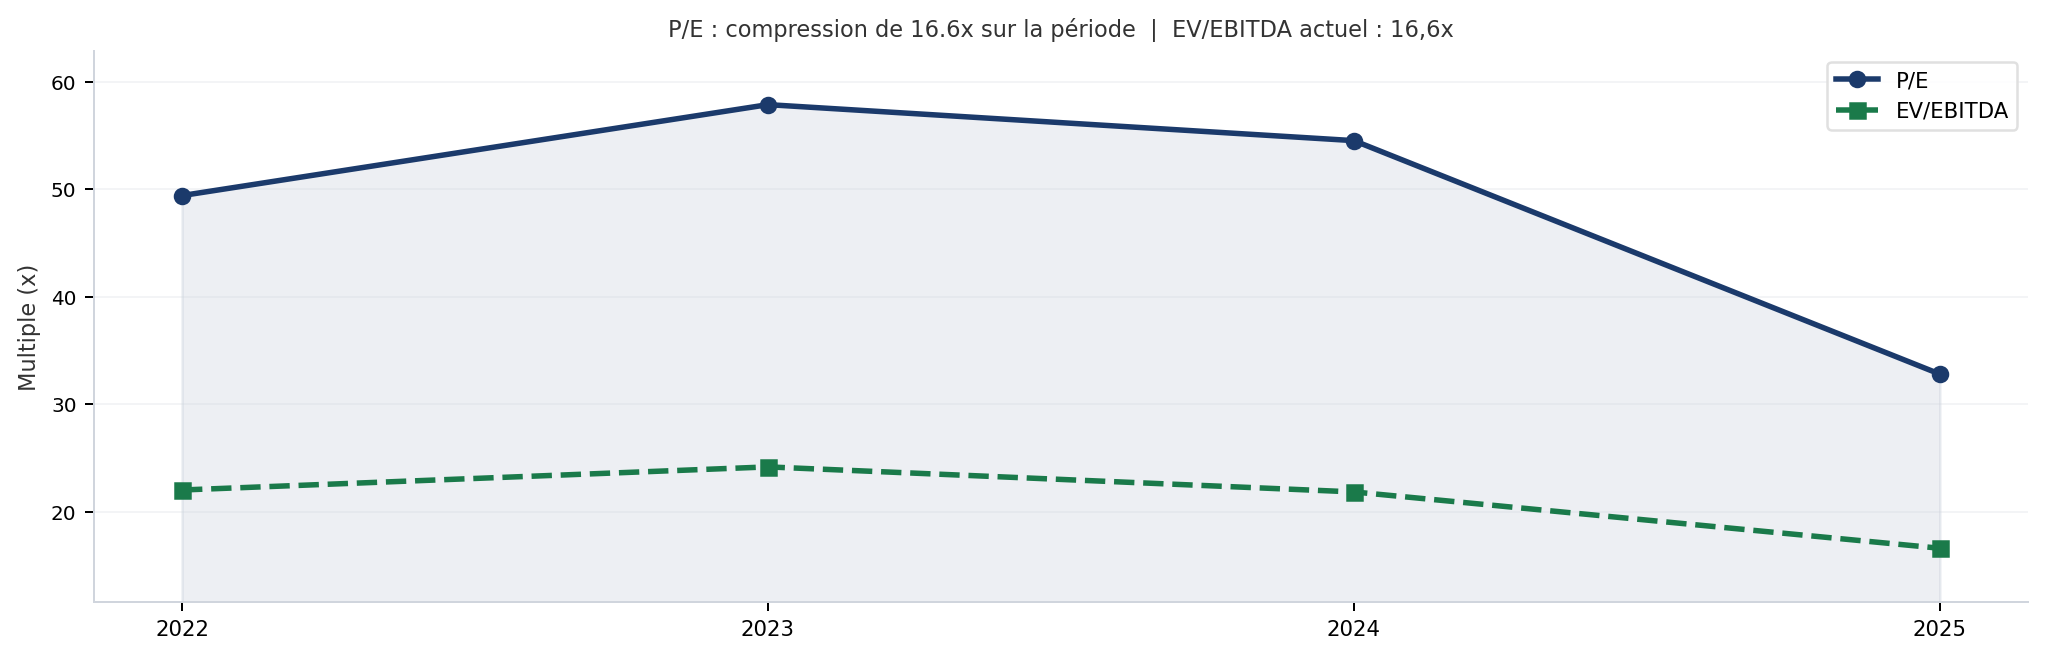 P/E : compression de 16.6x sur la période  |  EV/EBITDA actuel : 16,6x
P/E
EV/EBITDA
Multiple (x)
60
50
40
30
20
2022
2023
2024
2025